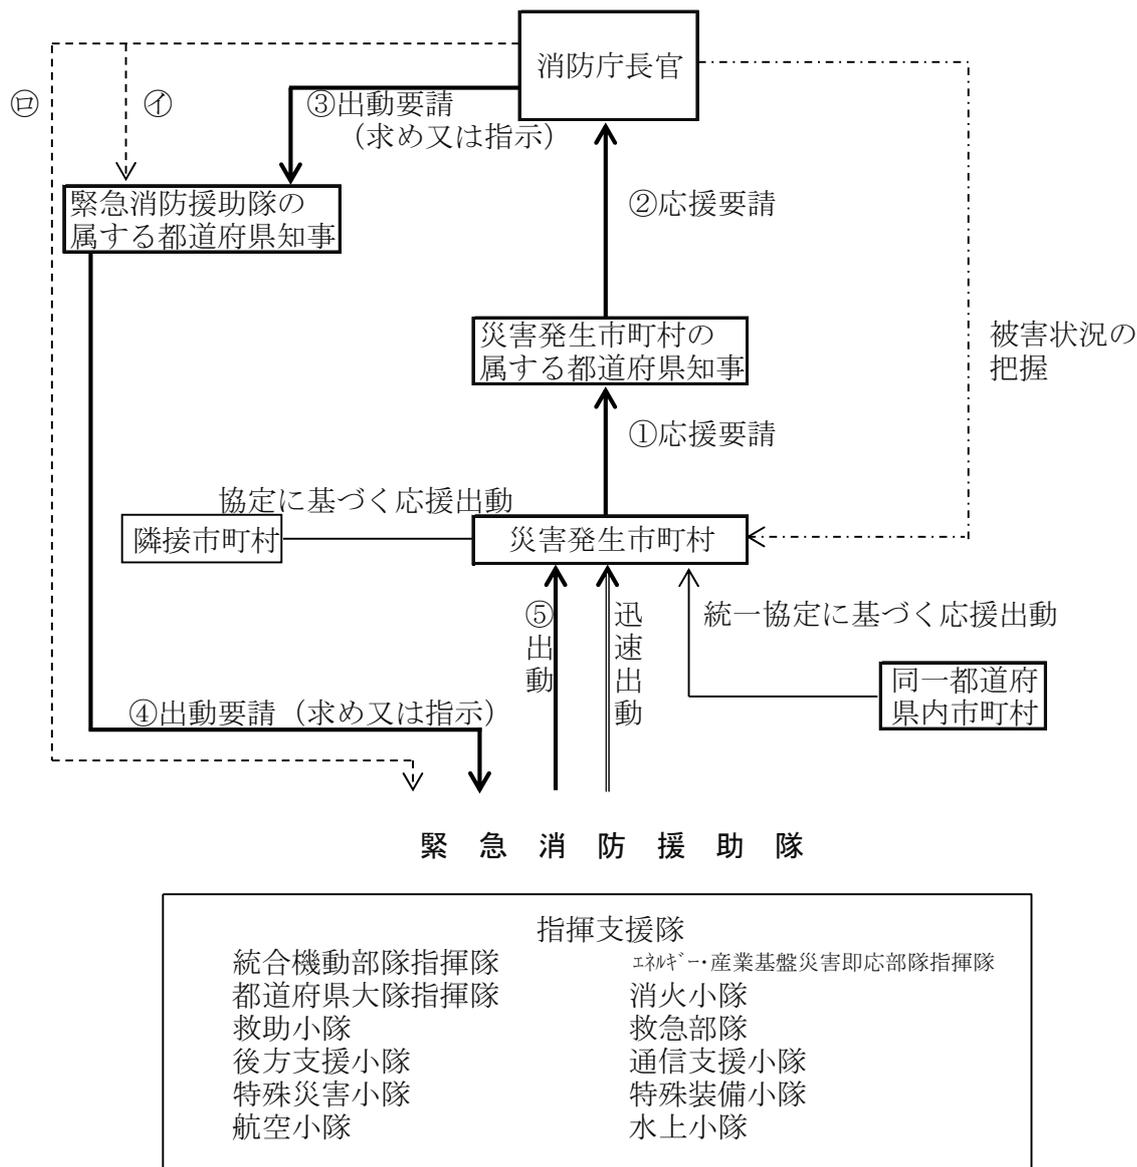 消防庁長官
㋺
㋑
③出動要請
(求め又は指示)
緊急消防援助隊の
属する都道府県知事
②応援要請
災害発生市町村の
属する都道府県知事
被害状況の
把握
①応援要請
協定に基づく応援出動
隣接市町村
災害発生市町村
⑤出動
迅速出動
統一協定に基づく応援出動
同一都道府
県内市町村
④出動要請(求め又は指示)
緊急消防援助隊
指揮支援隊
統合機動部隊指揮隊
エネルギー・産業基盤災害即応部隊指揮隊
都道府県大隊指揮隊
消火小隊
救助小隊
救急部隊
後方支援小隊
通信支援小隊
特殊災害小隊
特殊装備小隊
航空小隊
水上小隊